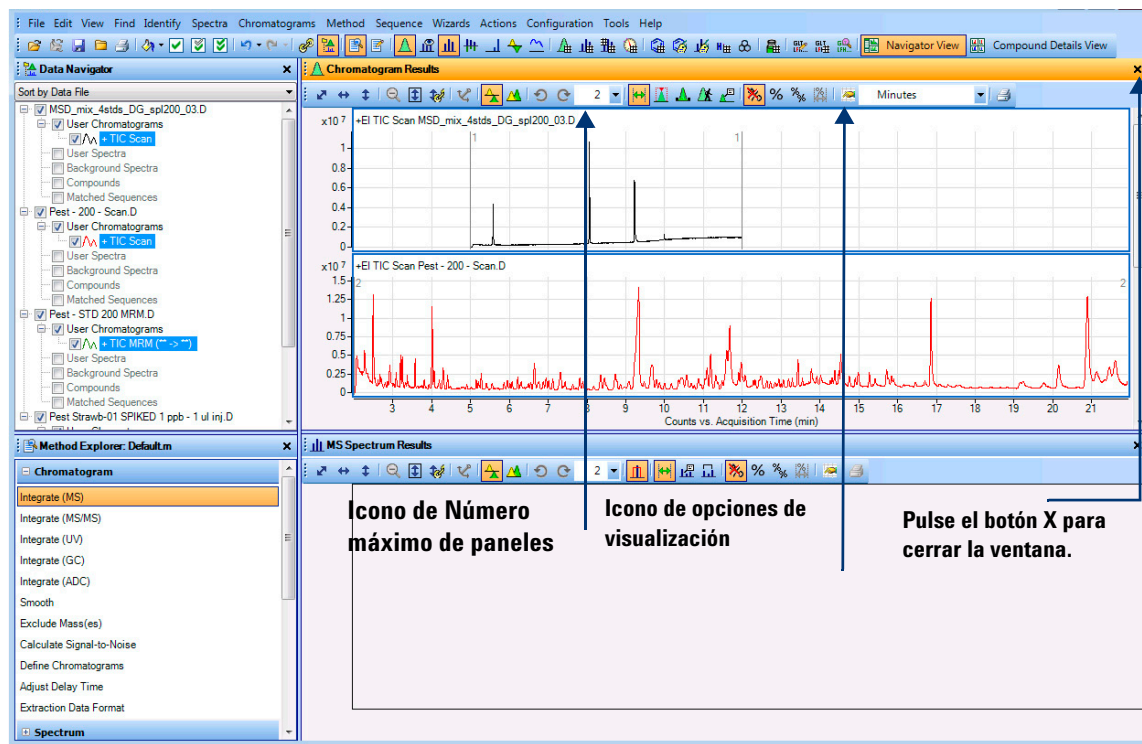 File Edit View Find Identify Spectra Chromatograms Method Sequence Wizards Actions Configuration Tools Help
Navigator View Compound Details View
Data Navigator
Sort by Data File
MSD_mix_4stds_DG_spl200_03.D
User Chromatograms
+ TIC Scan
User Spectra
Background Spectra
Compounds
Matched Sequences
Pest - 200 - Scan.D
User Chromatograms
+ TIC Scan
User Spectra
Background Spectra
Compounds
Matched Sequences
Pest - STD 200 MRM.D
User Chromatograms
+ TIC MRM (** -> **)
User Spectra
Background Spectra
Compounds
Matched Sequences
Pest Strawb-01 SPIKED 1 ppb - 1 ul inj.D
Method Explorer: Default.m
Chromatogram
Integrate (MS)
Integrate (MS/MS)
Integrate (UV)
Integrate (GC)
Integrate (ADC)
Smooth
Exclude Mass(es)
Calculate Signal-to-Noise
Define Chromatograms
Adjust Delay Time
Extraction Data Format
Spectrum
Chromatogram Results
2 % Minutes
x10 7 +EI TIC Scan MSD_mix_4stds_DG_spl200_03.D
1 1
1
0.8
0.6
0.4
0.2
0
x10 7 +EI TIC Scan Pest - 200 - Scan.D
2 2
1.5
1.25
1
0.75
0.5
0.25
0
3 4 5 6 7 8 9 10 11 12 13 14 15 16 17 18 19 20 21
Counts vs. Acquisition Time (min)
MS Spectrum Results
2 %
Icono de Número
máximo de paneles
Icono de opciones de
visualización
Pulse el botón X para
cerrar la ventana.